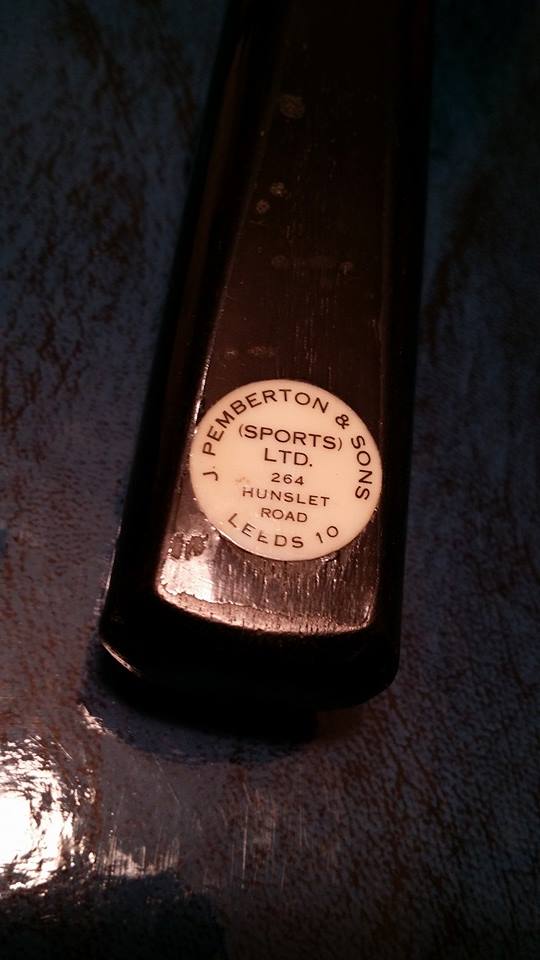 J. PEMBERTON & SONS
(SPORTS)
LTD.
264
HUNSLET
ROAD
LEEDS 10